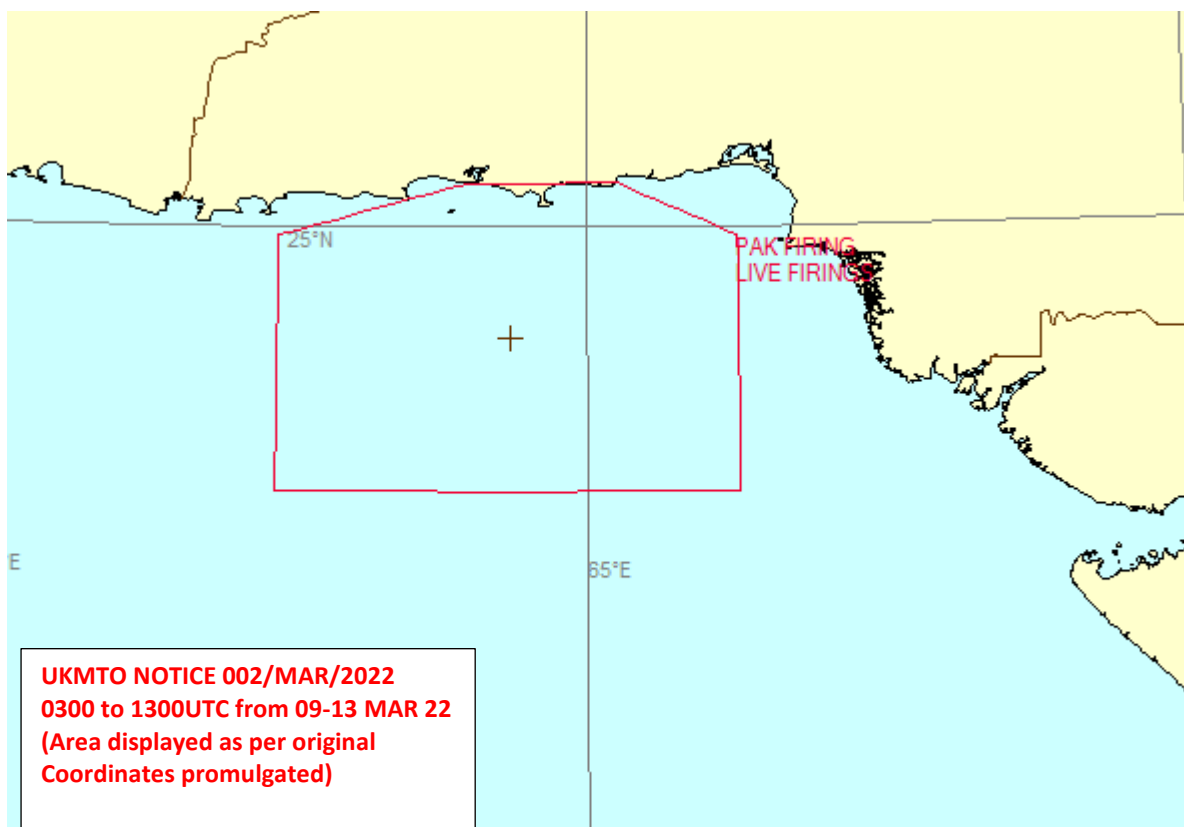 25°N
PAK FIRING
LIVE FIRINGS
°E
65°E
UKMTO NOTICE 002/MAR/2022
0300 to 1300UTC from 09-13 MAR 22
(Area displayed as per original
Coordinates promulgated)